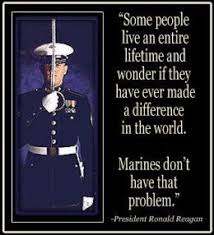 “Some people
live an entire
lifetime and
wonder if they
have ever made
a difference
in the world.
Marines don’t
have that
problem.”
-President Ronald Reagan